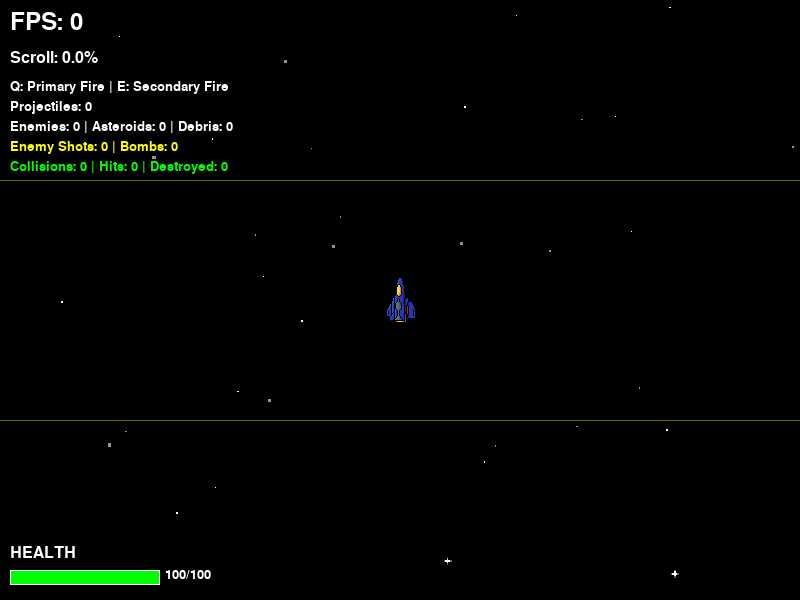 FPS: 0
Scroll: 0.0%
Q: Primary Fire | E: Secondary Fire
Projectiles: 0
Enemies: 0 | Asteroids: 0 | Debris: 0
Enemy Shots: 0 | Bombs: 0
Collisions: 0 | Hits: 0 | Destroyed: 0
HEALTH
100/100